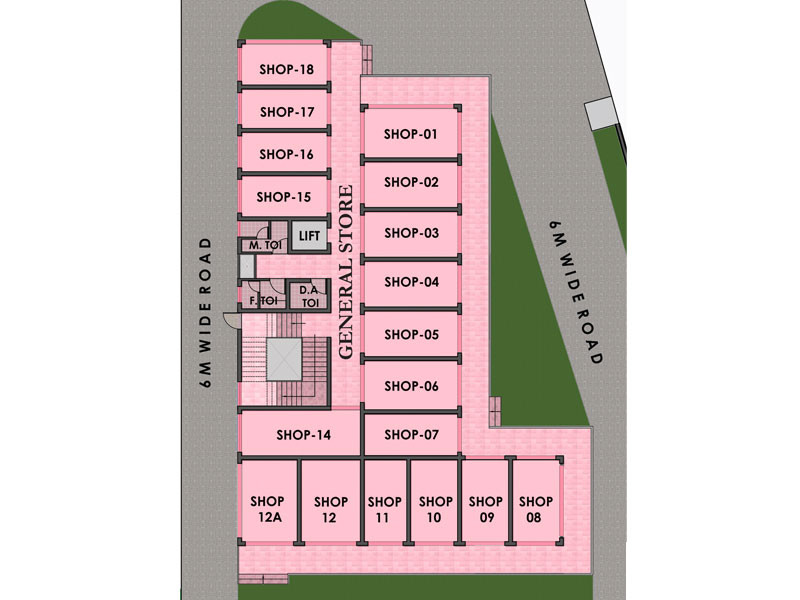 SHOP-18
SHOP-17
SHOP-16
SHOP-15
SHOP-01
SHOP-02
SHOP-03
SHOP-04
SHOP-05
SHOP-06
SHOP-07
LIFT
M. TOI
F. TOI
D.A
TOI
GENERAL STORE
6M WIDE ROAD
6M WIDE ROAD
SHOP-14
SHOP
12A
SHOP
12
SHOP
11
SHOP
10
SHOP
09
SHOP
08